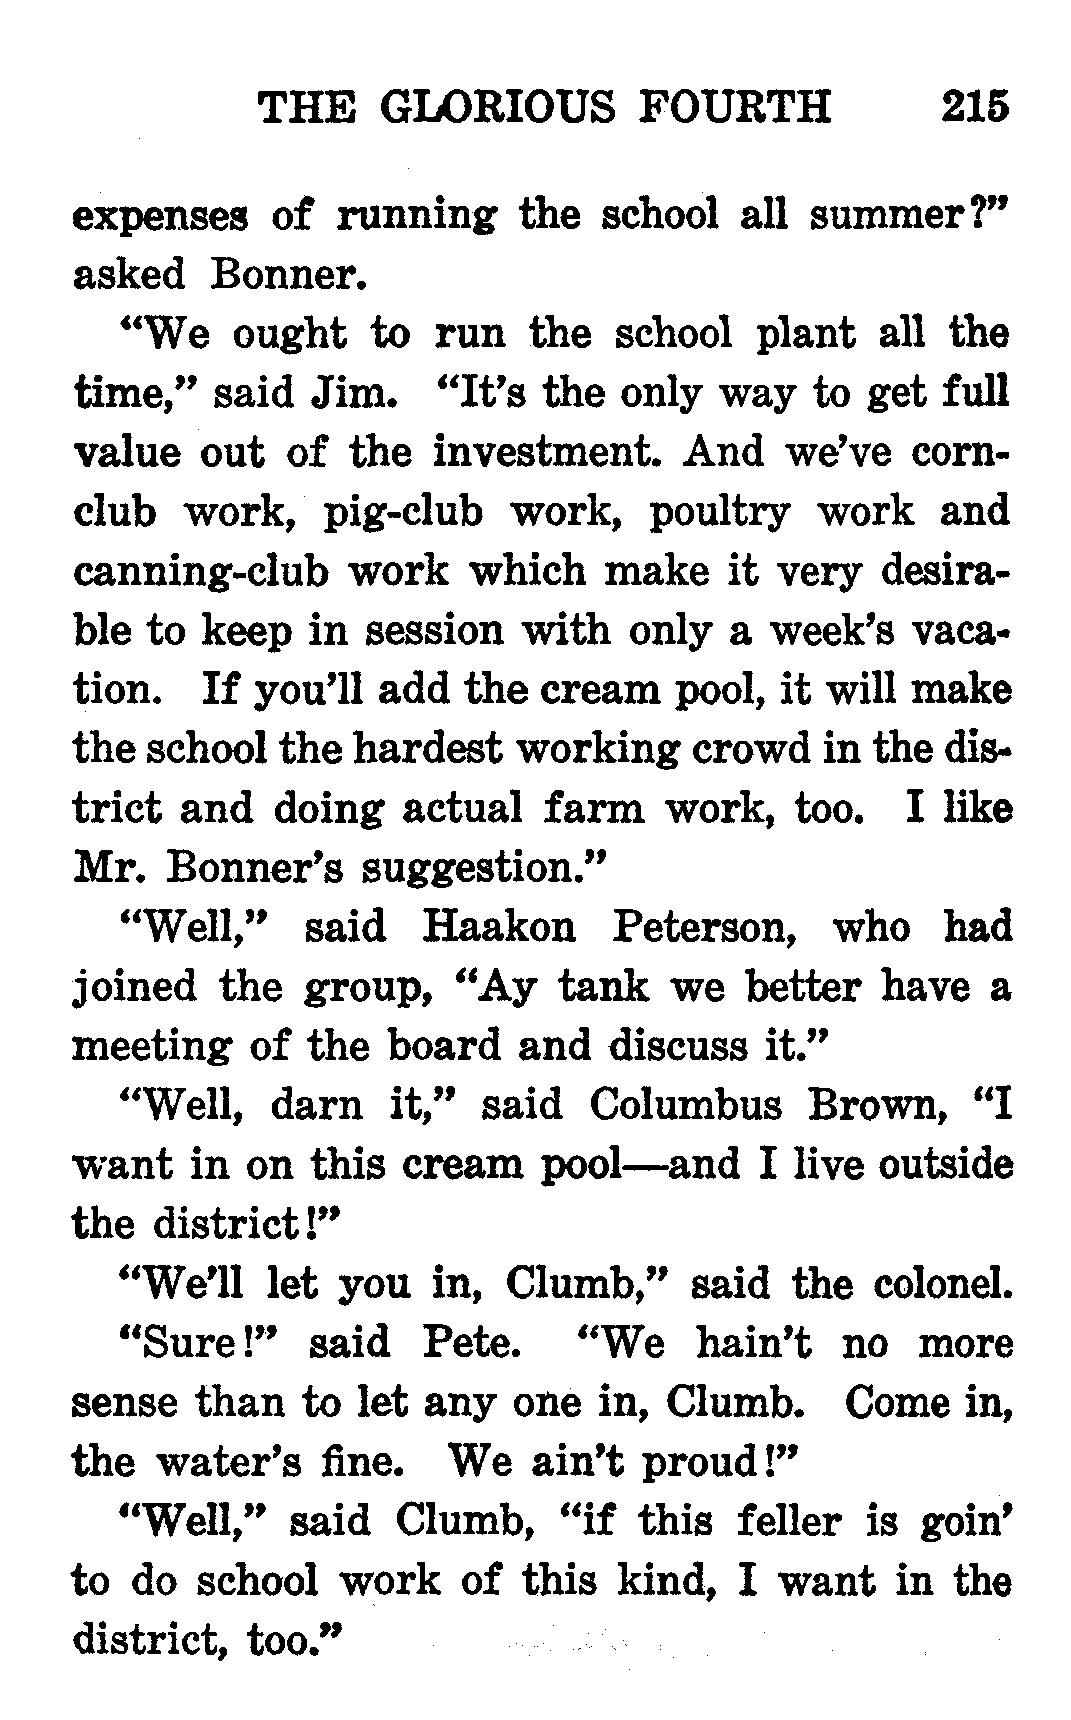 THE GLORIOUS FOURTH 215
expenses of running the school all summer?”
asked Bonner.
“We ought to run the school plant all the
time,” said Jim. “It’s the only way to get full
value out of the investment. And we’ve corn-
club work, pig-club work, poultry work and
canning-club work which make it very desira-
ble to keep in session with only a week’s vaca-
tion. If you’ll add the cream pool, it will make
the school the hardest working crowd in the dis-
trict and doing actual farm work, too. I like
Mr. Bonner’s suggestion.”
“Well,” said Haakon Peterson, who had
joined the group, “Ay tank we better have a
meeting of the board and discuss it.”
“Well, darn it,” said Columbus Brown, “I
want in on this cream pool—and I live outside
the district!”
“We’ll let you in, Clumb,” said the colonel.
“Sure!” said Pete. “We hain’t no more
sense than to let any one in, Clumb. Come in,
the water’s fine. We ain’t proud!”
“Well,” said Clumb, “if this feller is goin’
to do school work of this kind, I want in the
district, too.”